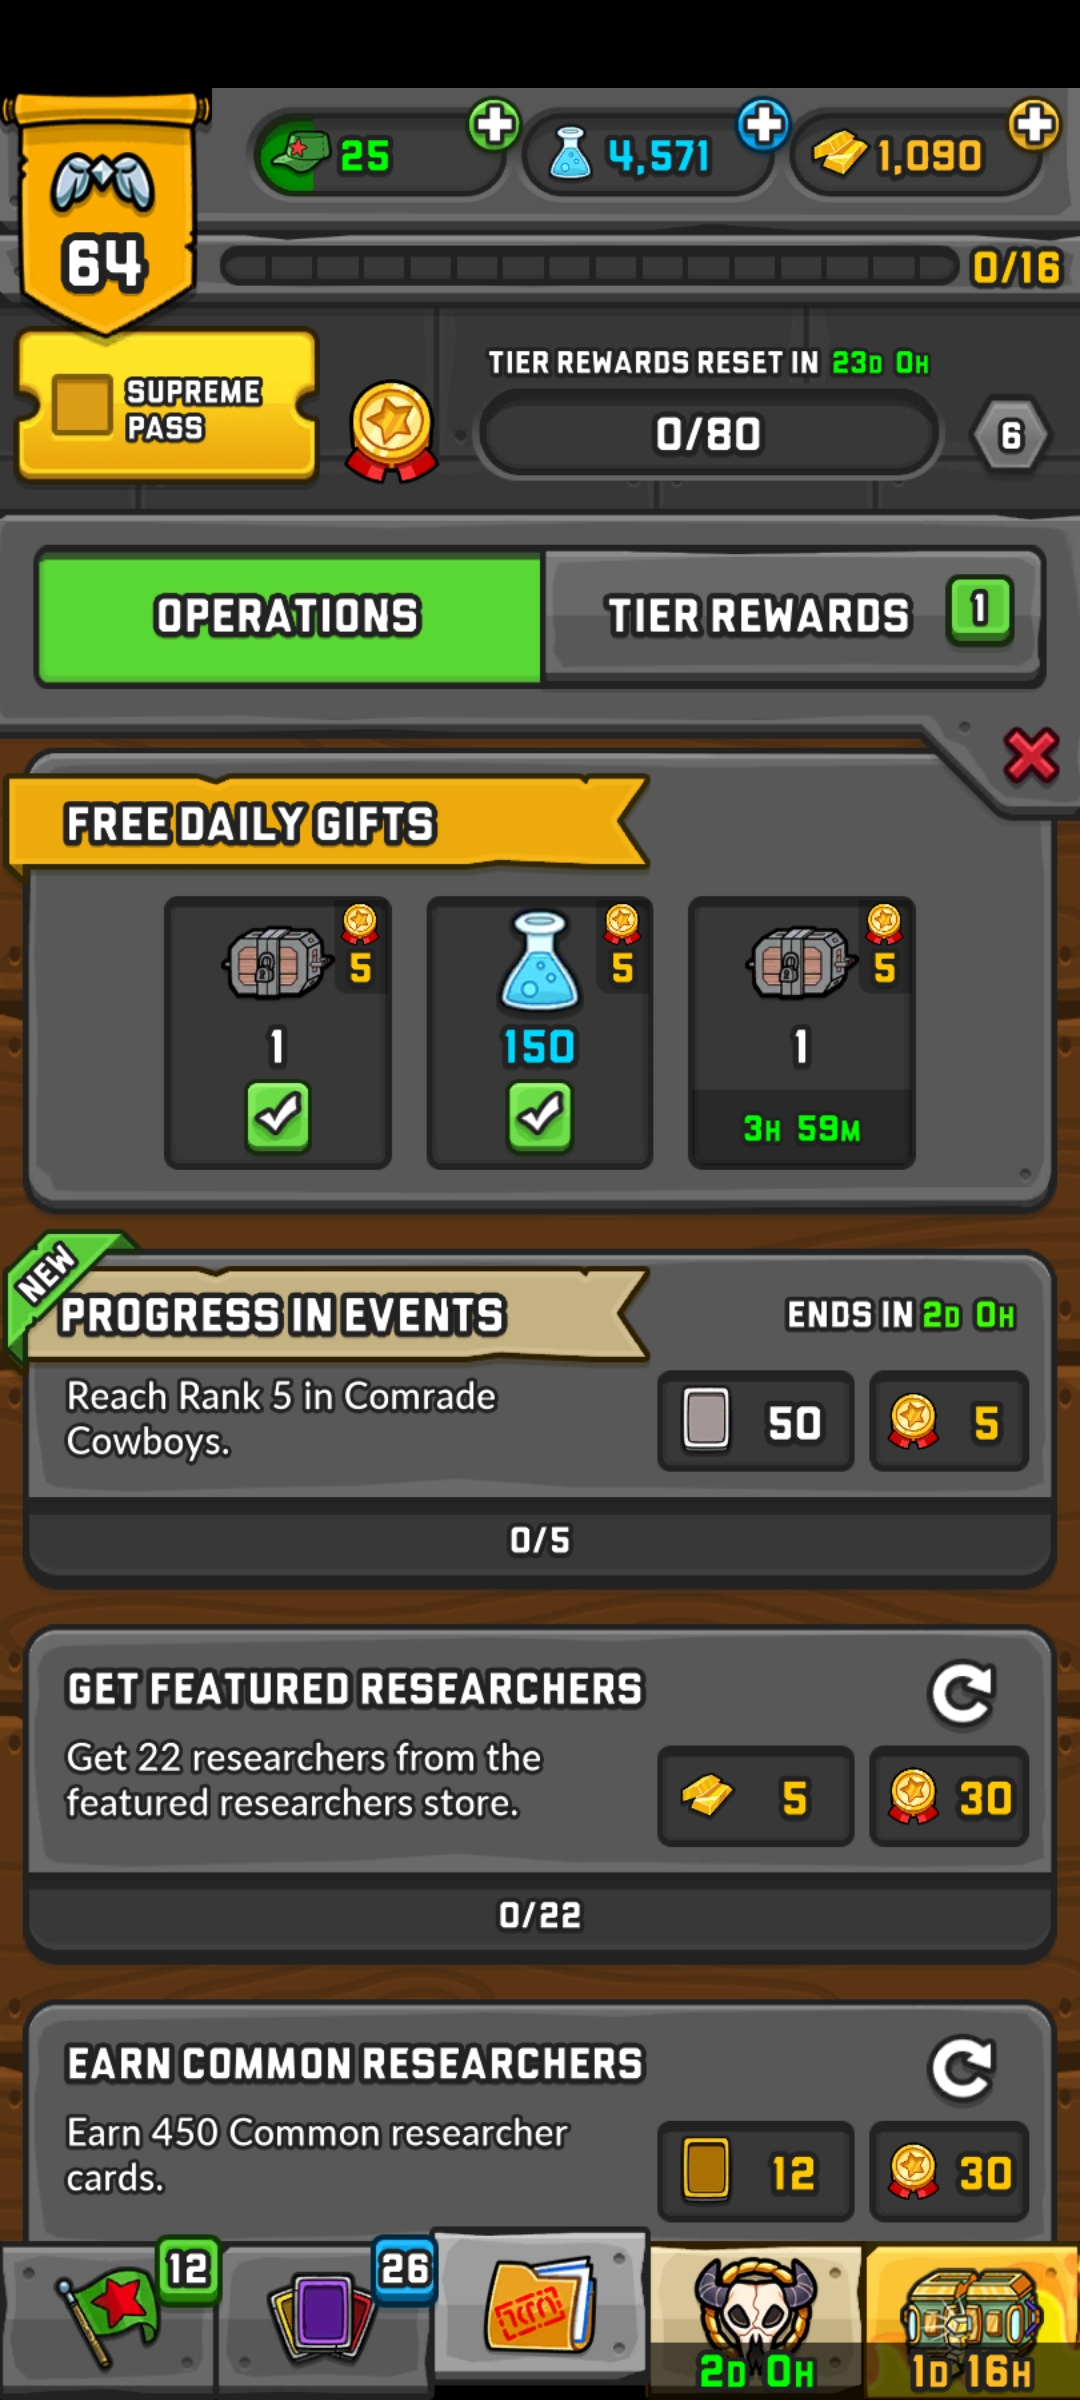 25
4,571
1,090
64
0/16
SUPREME
PASS
TIER REWARDS RESET IN 23D 0H
0/80
6
OPERATIONS
TIER REWARDS
1
FREE DAILY GIFTS
5
5
5
1
150
1
3H 59M
NEW
PROGRESS IN EVENTS
ENDS IN 2D 0H
Reach Rank 5 in Comrade
Cowboys.
50
5
0/5
GET FEATURED RESEARCHERS
Get 22 researchers from the
featured researchers store.
5
30
0/22
EARN COMMON RESEARCHERS
Earn 450 Common researcher
cards.
12
30
12
26
2D 0H
1D 16H